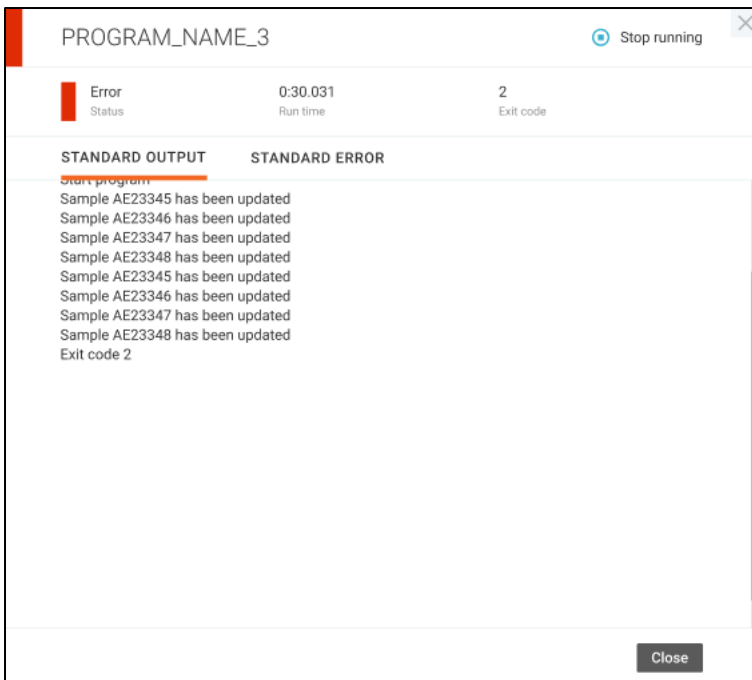 PROGRAM_NAME_3
Stop running
Error 0:30.031 2
Status Run time Exit code
STANDARD OUTPUT STANDARD ERROR
Start program
Sample AE23345 has been updated
Sample AE23346 has been updated
Sample AE23347 has been updated
Sample AE23348 has been updated
Sample AE23345 has been updated
Sample AE23346 has been updated
Sample AE23347 has been updated
Sample AE23348 has been updated
Exit code 2
Close